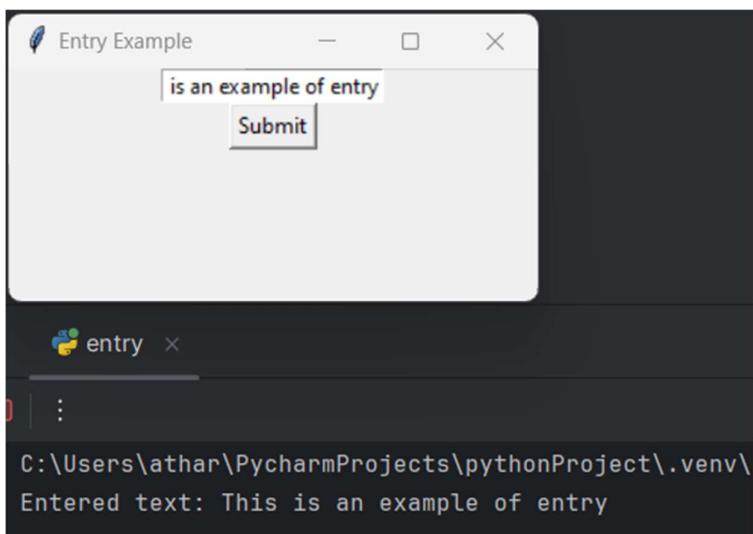 Entry Example
is an example of entry
Submit
entry
C:\Users\athar\PycharmProjects\pythonProject\.venv\
Entered text: This is an example of entry